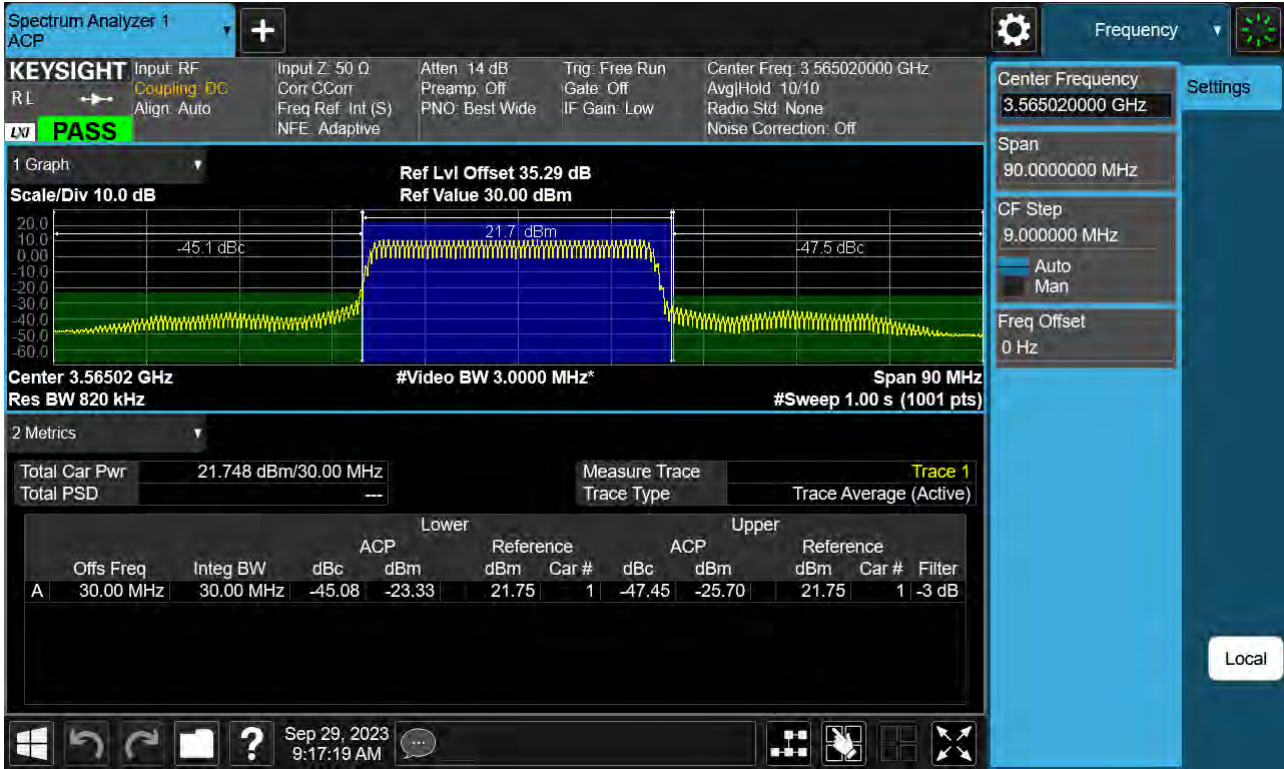 Spectrum Analyzer 1
ACP
+
Frequency
KEYSIGHT
R L
LXI
PASS
Input: RF
Coupling: DC
Align: Auto
Input Z: 50 Ω
Corr CCorr
Freq Ref: Int (S)
NFE: Adaptive
Atten: 14 dB
Preamp: Off
PNO: Best Wide
Trig: Free Run
Gate: Off
IF Gain: Low
Center Freq: 3.565020000 GHz
Avg|Hold: 10/10
Radio Std: None
Noise Correction: Off
Center Frequency
3.565020000 GHz
Settings
Span
90.0000000 MHz
CF Step
9.000000 MHz
Auto
Man
Freq Offset
0 Hz
1 Graph
Scale/Div 10.0 dB
Ref Lvl Offset 35.29 dB
Ref Value 30.00 dBm
20.0
10.0
0.00
-10.0
-20.0
-30.0
-40.0
-50.0
-60.0
-45.1 dBc
21.7 dBm
-47.5 dBc
Center 3.56502 GHz
#Video BW 3.0000 MHz*
Span 90 MHz
Res BW 820 kHz
#Sweep 1.00 s (1001 pts)
2 Metrics
Total Car Pwr 21.748 dBm/30.00 MHz
Total PSD ---
Measure Trace Trace 1
Trace Type Trace Average (Active)
Lower Upper
ACP Reference ACP Reference
Offs Freq Integ BW dBc dBm dBm Car # dBc dBm dBm Car # Filter
A 30.00 MHz 30.00 MHz -45.08 -23.33 21.75 1 -47.45 -25.70 21.75 1 -3 dB
Local
?
Sep 29, 2023
9:17:19 AM